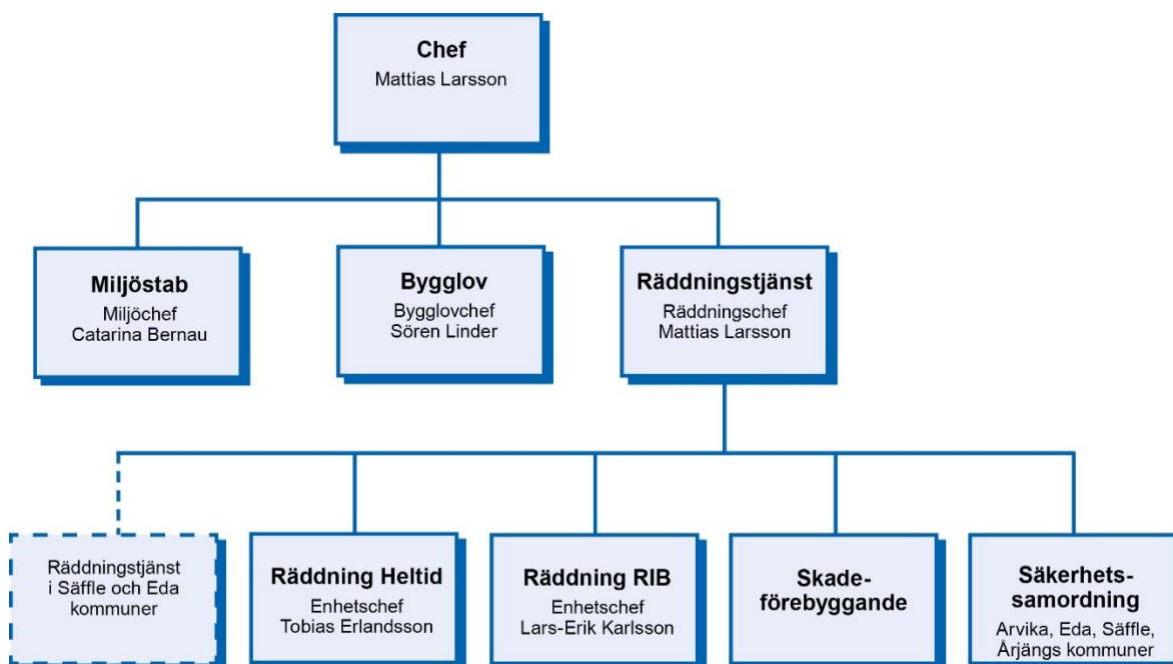 Chef
Mattias Larsson
Miljöstab
Miljöchef
Catarina Bernau
Bygglov
Bygglovchef
Sören Linder
Räddningstjänst
Räddningschef
Mattias Larsson
Räddningstjänst
i Säffle och Eda
kommuner
Räddning Heltid
Enhetschef
Tobias Erlandsson
Räddning RIB
Enhetschef
Lars-Erik Karlsson
Skade-
förebyggande
Säkerhets-
samordning
Arvika, Eda, Säffle,
Årjängs kommuner